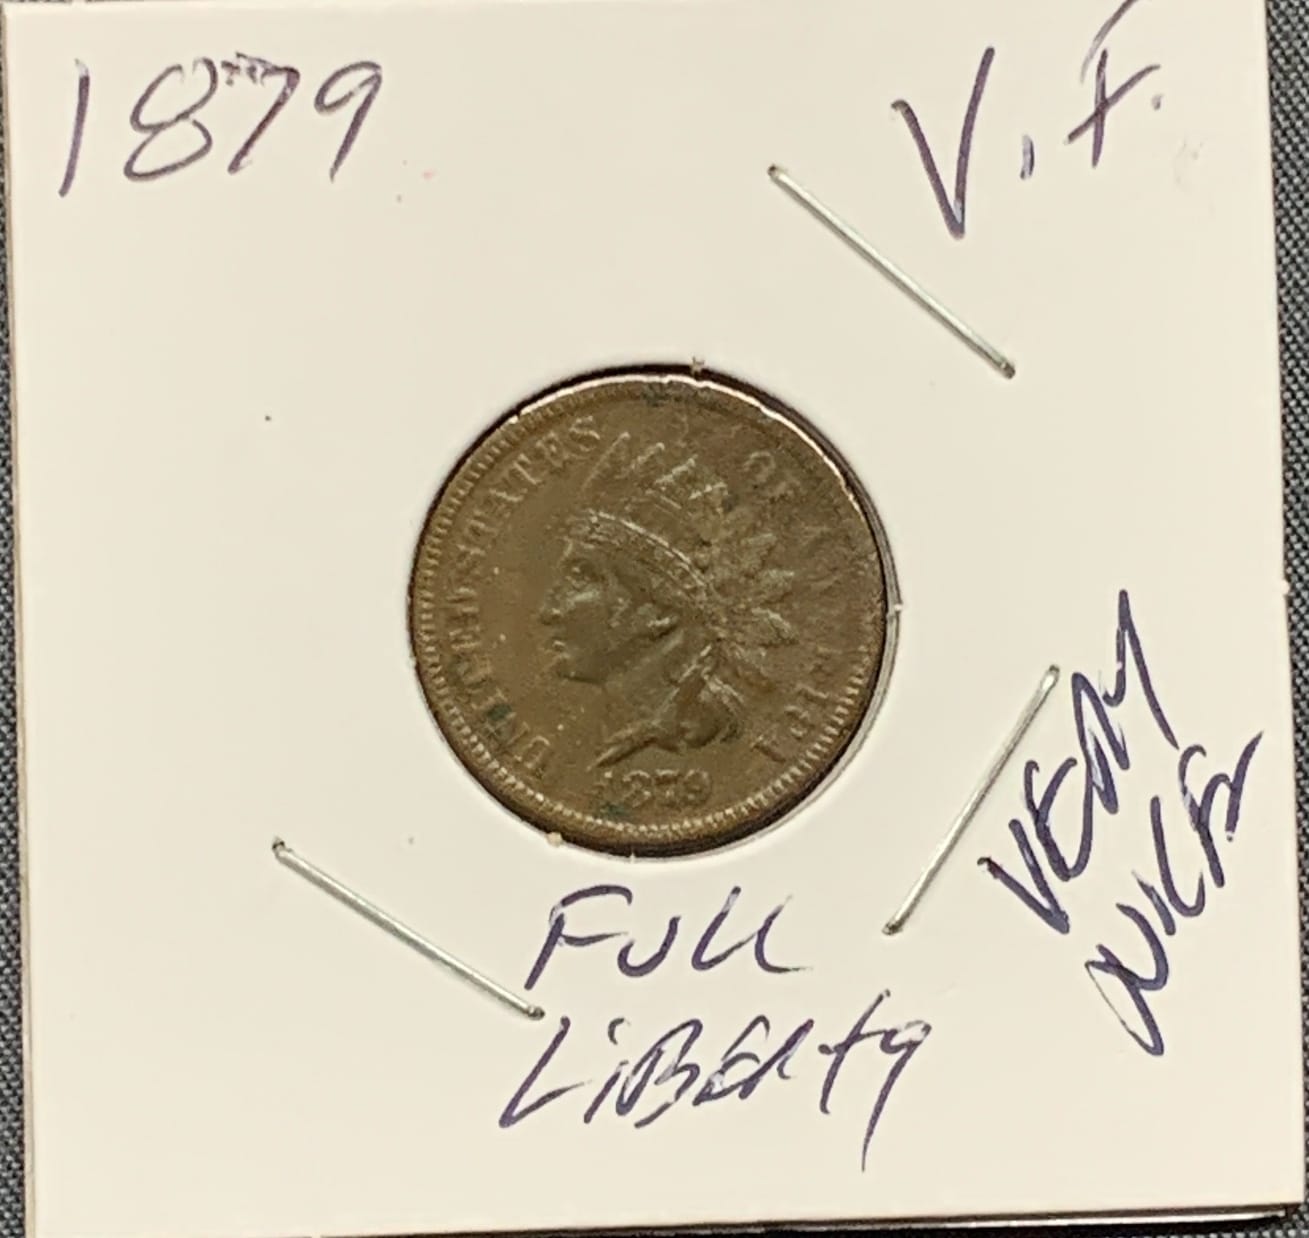 1879
V.F.
UNITED STATES
OF AMERICA
1879
FULL
LiBERTy
VERY
NICE